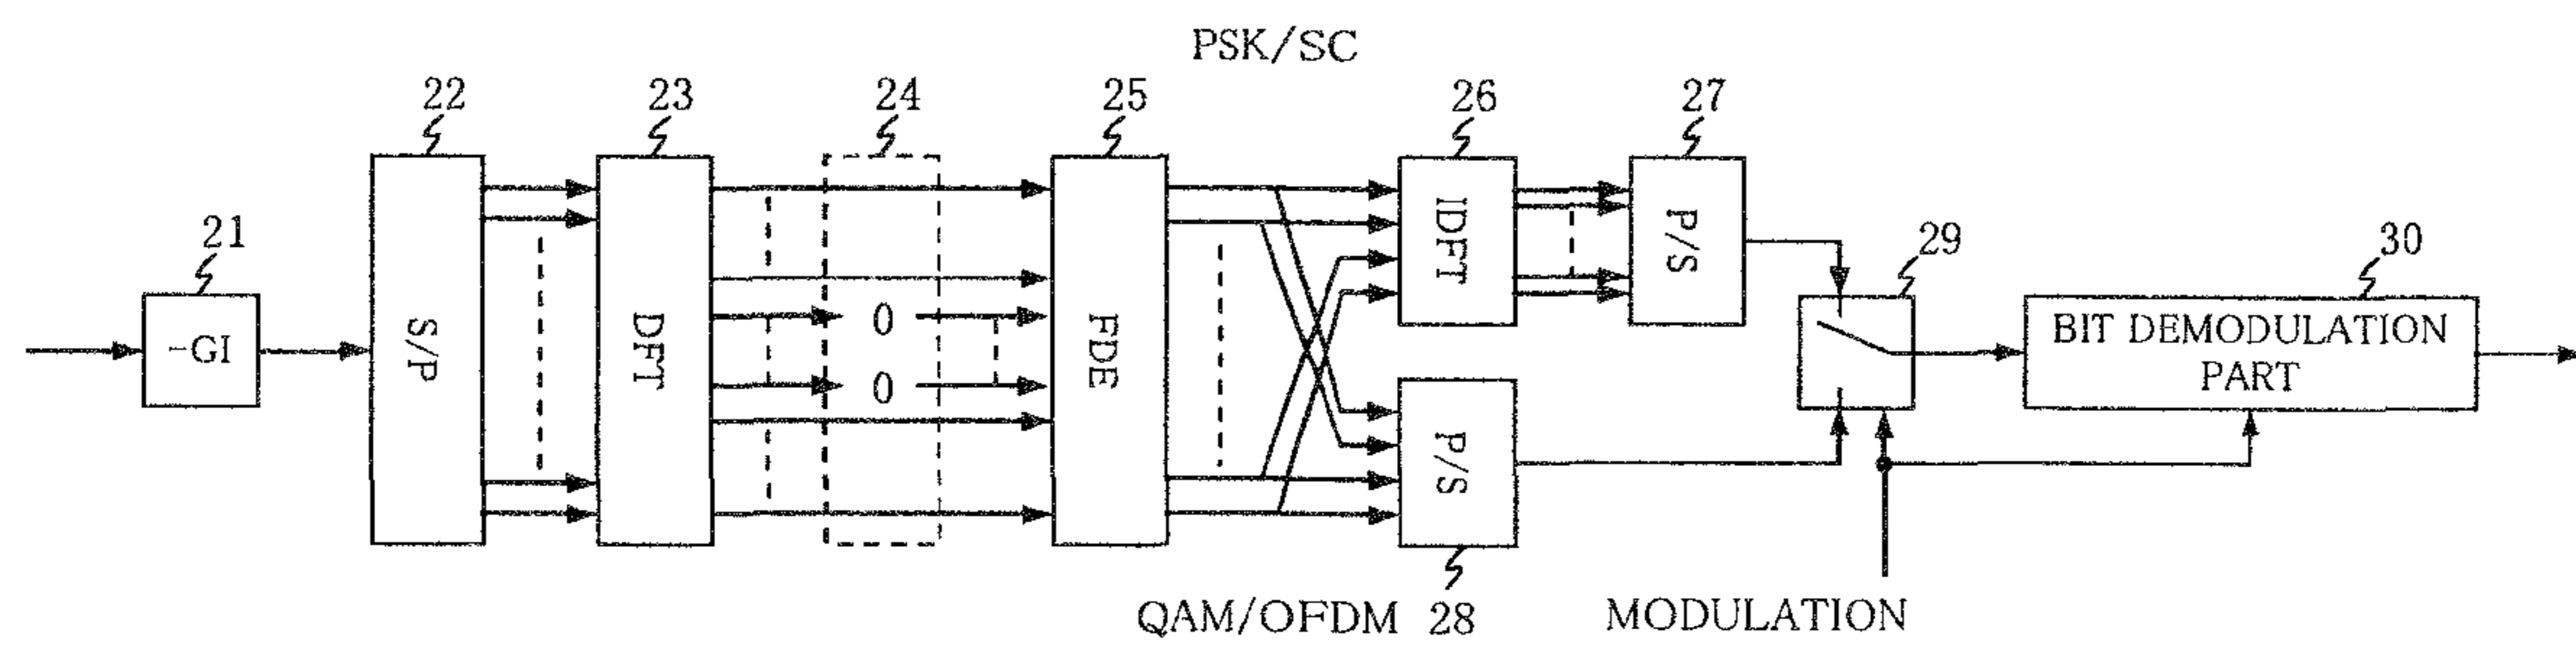 PSK/SC
22
23
24
25
26
27
21
29
30
-GI
S/P
DFT
0
0
FDE
IDFT
P/S
P/S
BIT DEMODULATION
PART
QAM/OFDM
28
MODULATION